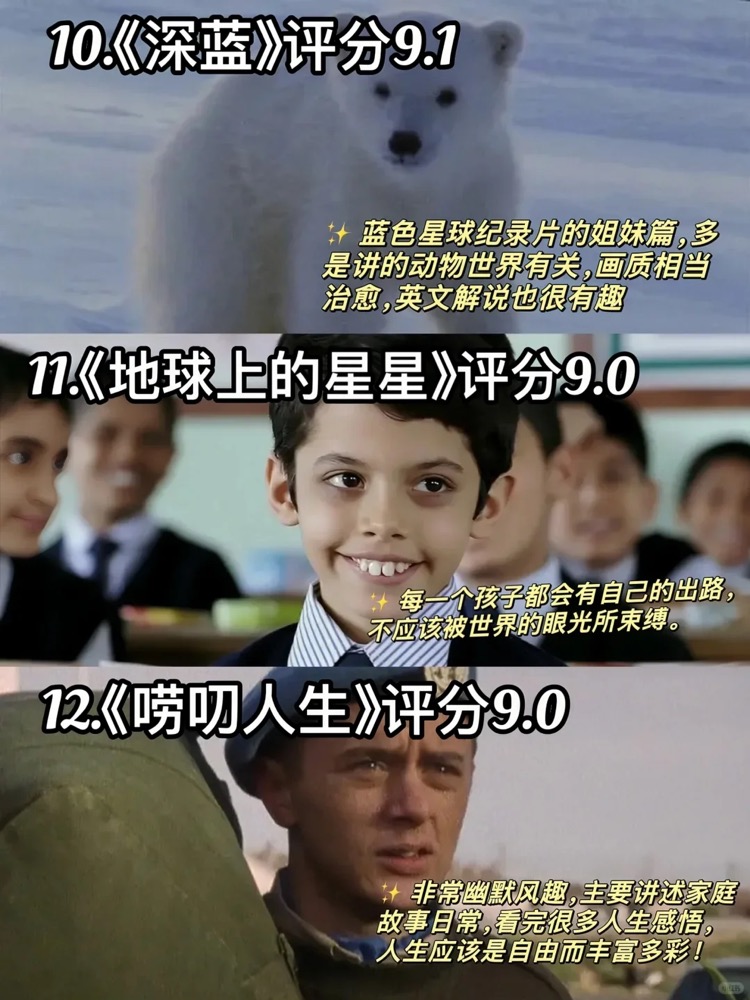 10.《深蓝》评分9.1
✨ 蓝色星球纪录片的姐妹篇,多
是讲的动物世界有关,画质相当
治愈,英文解说也很有趣
11.《地球上的星星》评分9.0
✨ 每一个孩子都会有自己的出路,
不应该被世界的眼光所束缚。
12.《唠叨人生》评分9.0
✨ 非常幽默风趣,主要讲述家庭
故事日常,看完很多人生感悟,
人生应该是自由而丰富多彩!